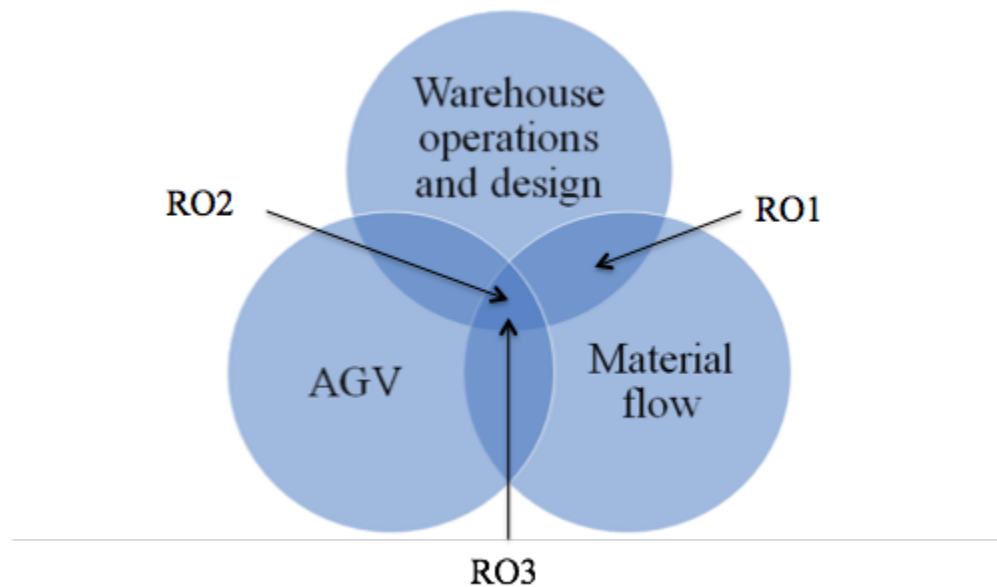 Warehouse
operations
and design
RO2
RO1
AGV
Material
flow
RO3